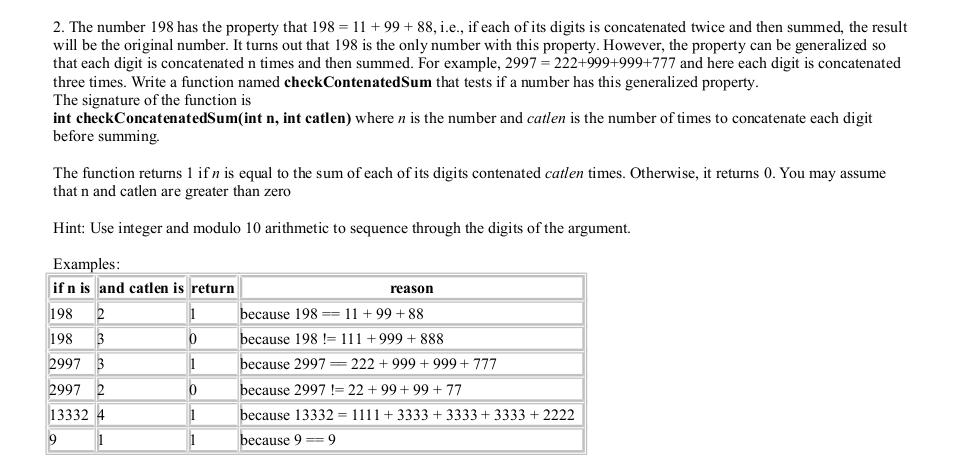 2. The number 198 has the property that 198 = 11 + 99 + 88, i.e., if each of its digits is concatenated twice and then summed, the result
will be the original number. It turns out that 198 is the only number with this property. However, the property can be generalized so
that each digit is concatenated n times and then summed. For example, 2997 = 222+999+999+777 and here each digit is concatenated
three times. Write a function named checkContenatedSum that tests if a number has this generalized property.
The signature of the function is
int checkConcatenatedSum(int n, int catlen) where n is the number and catlen is the number of times to concatenate each digit
before summing.
The function returns 1 if n is equal to the sum of each of its digits contenated catlen times. Otherwise, it returns 0. You may assume
that n and catlen are greater than zero
Hint: Use integer and modulo 10 arithmetic to sequence through the digits of the argument.
Examples:
if n is and catlen is return reason
198 2 1 because 198 == 11 + 99 + 88
198 3 0 because 198 != 111 + 999 + 888
2997 3 1 because 2997 == 222 + 999 + 999 + 777
2997 2 0 because 2997 != 22 + 99 + 99 + 77
13332 4 1 because 13332 = 1111 + 3333 + 3333 + 3333 + 2222
9 1 1 because 9 == 9